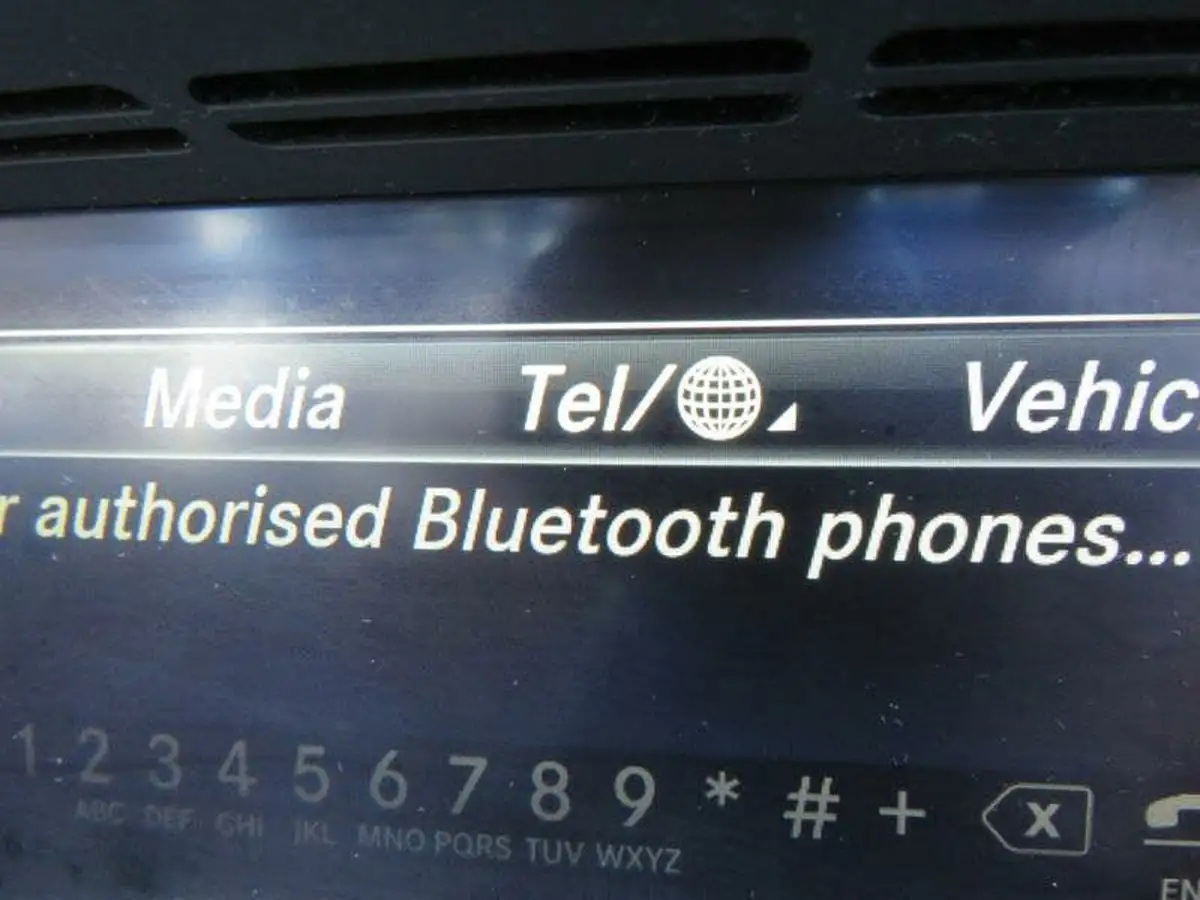 Media Tel/ Vehic
r authorised Bluetooth phones...
1 2 3 4 5 6 7 8 9 * # + X
ABC DEF GHI JKL MNO PQRS TUV WXYZ
EN